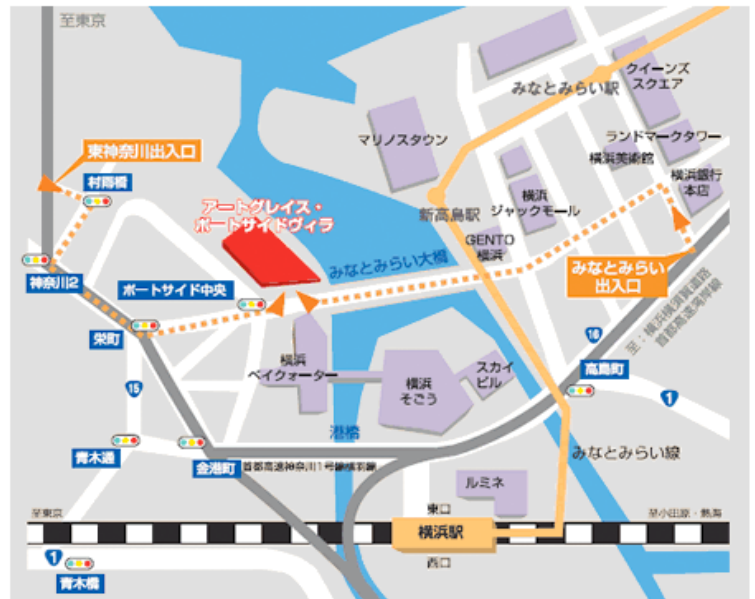 至東京
クイーンズ
スクエア
みなとみらい駅
マリノスタウン
ランドマークタワー
東神奈川出入口
横浜美術館
横浜銀行
本店
村雨橋
横浜
ジャックモール
アートグレイス・
ポートサイドヴィラ
新高島駅
GENTO
横浜
みなとみらい大橋
みなとみらい
出入口
神奈川2
ポートサイド中央
至:横浜横須賀道路
首都高速湾岸線
栄町
16
横浜
ベイクォーター
スカイ
ビル
高島町
横浜
そごう
15
1
港橋
青木通
金港町
首都高速神奈川1号線横羽線
みなとみらい線
ルミネ
至東京
東口
至小田原・熱海
横浜駅
1
西口
青木橋